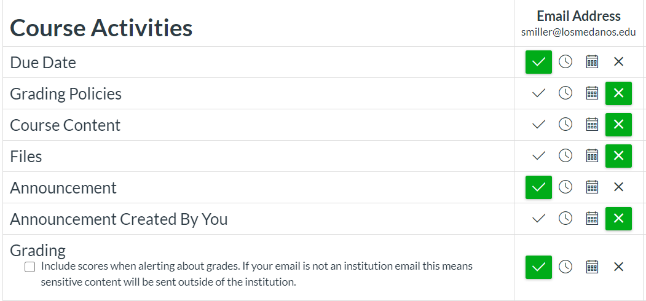 Course Activities
Email Address
smiller@losmedanos.edu
Due Date
Grading Policies
Course Content
Files
Announcement
Announcement Created By You
Grading
Include scores when alerting about grades. If your email is not an institution email this means
sensitive content will be sent outside of the institution.